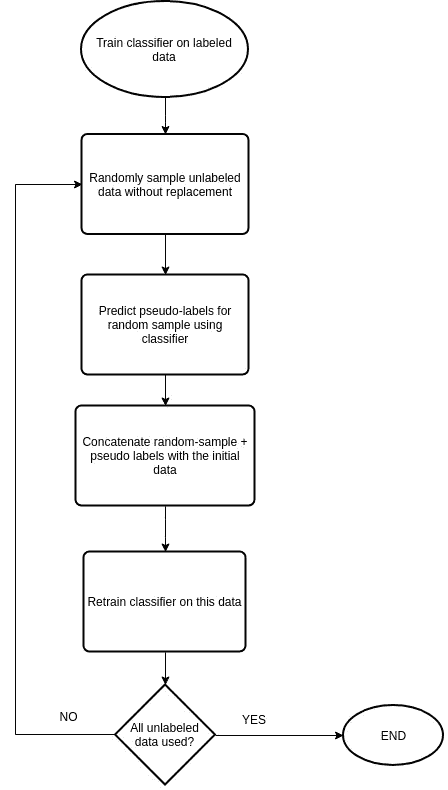 Train classifier on labeled
data
Randomly sample unlabeled
data without replacement
Predict pseudo-labels for
random sample using
classifier
Concatenate random-sample +
pseudo labels with the initial
data
Retrain classifier on this data
All unlabeled
data used?
NO
YES
END